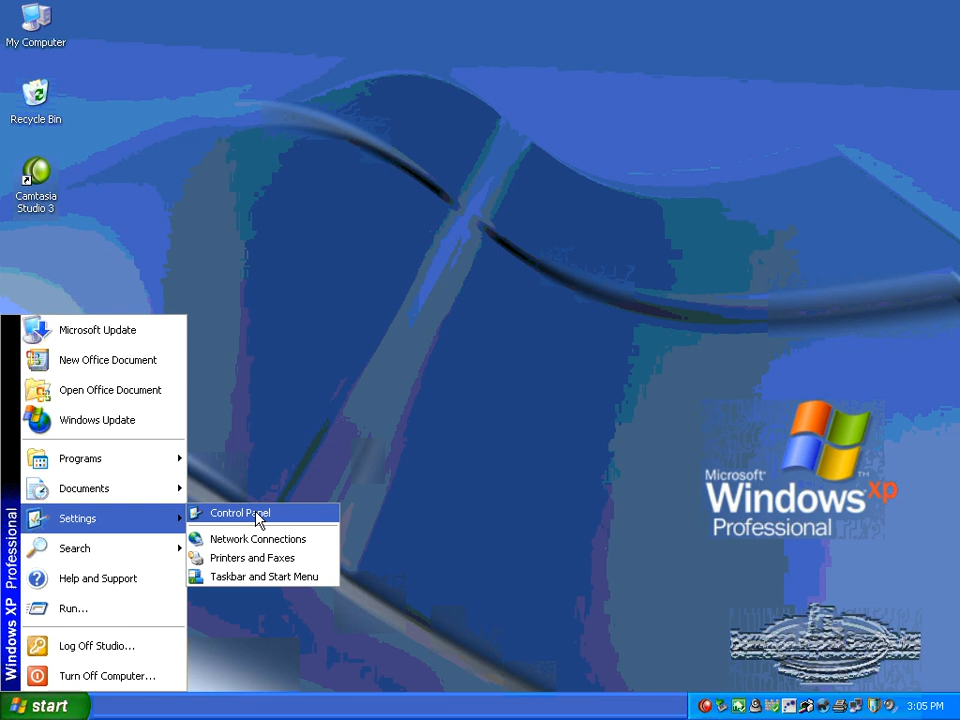 My Computer
Recycle Bin
Camtasia
Studio 3
Microsoft Update
New Office Document
Open Office Document
Windows Update
Programs
Documents
Settings
Search
Help and Support
Run...
Log Off Studio...
Turn Off Computer...
Windows XP Professional
Control Panel
Network Connections
Printers and Faxes
Taskbar and Start Menu
Microsoft®
Windows xp
Professional
start
3:05 PM